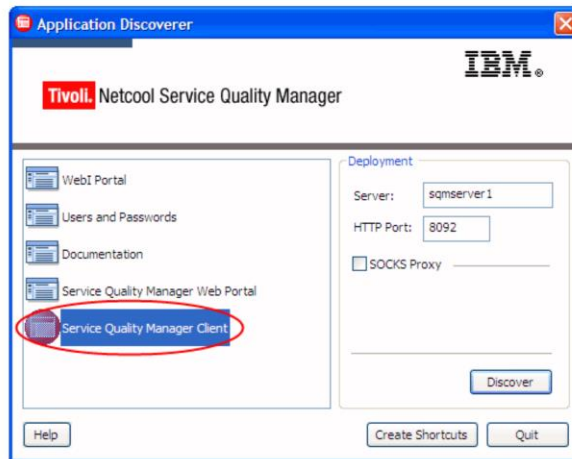 Application Discoverer
IBM®
Tivoli. Netcool Service Quality Manager
WebI Portal
Users and Passwords
Documentation
Service Quality Manager Web Portal
Service Quality Manager Client
Deployment
Server: sqmserver1
HTTP Port: 8092
SOCKS Proxy
Discover
Help
Create Shortcuts
Quit